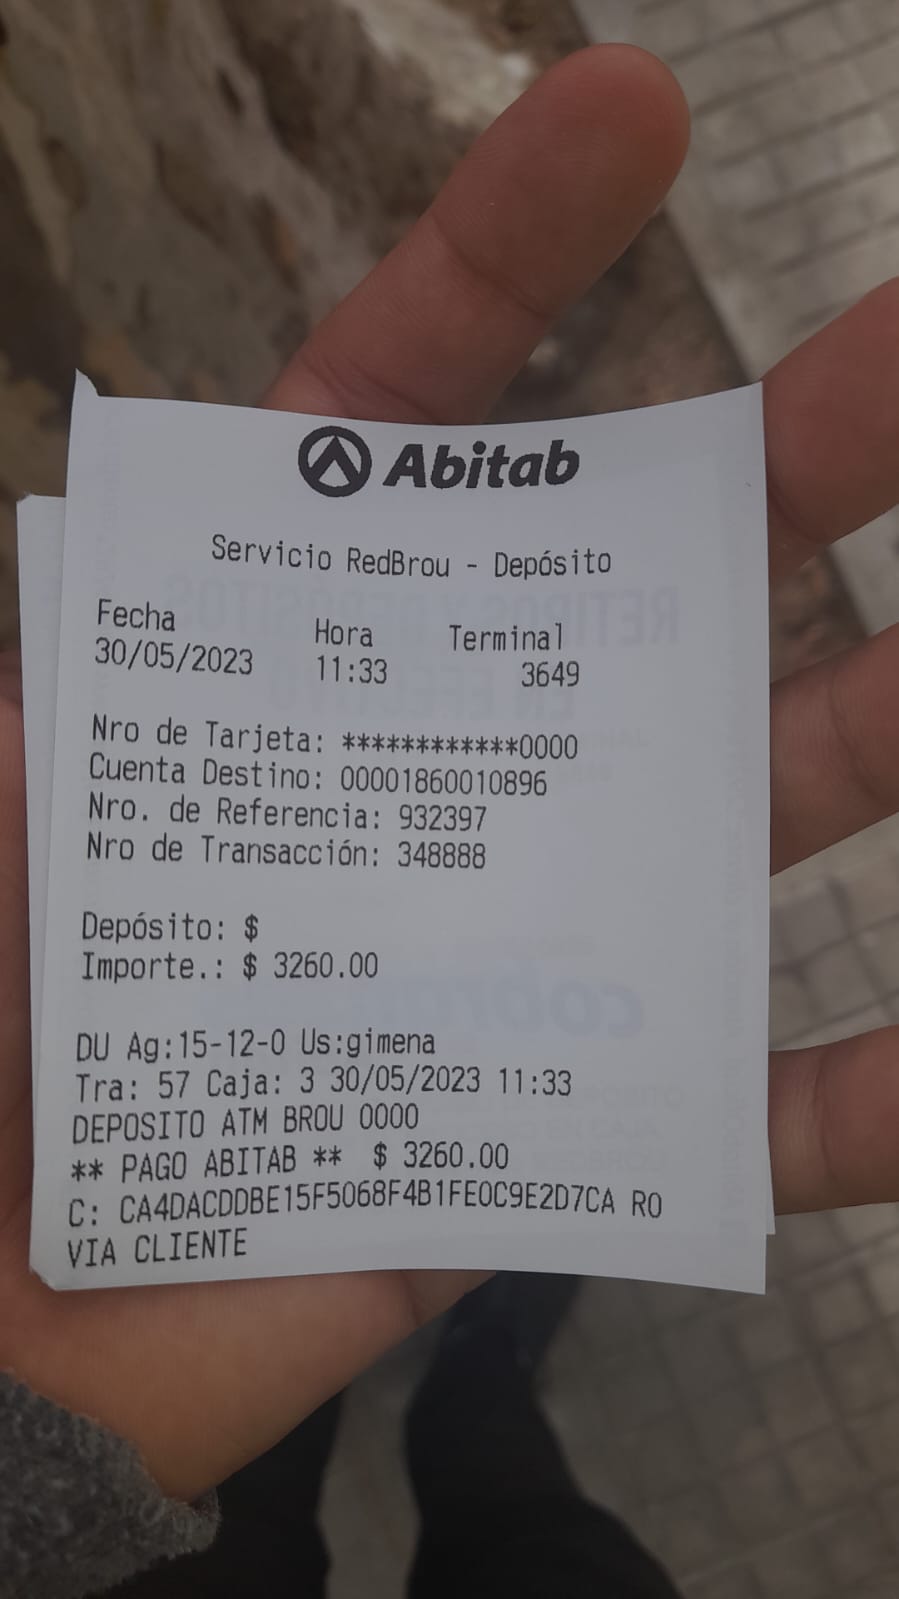 Abitab
Servicio RedBrou - Depósito
Fecha Hora Terminal
30/05/2023 11:33 3649
Nro de Tarjeta: ************0000
Cuenta Destino: 00001860010896
Nro. de Referencia: 932397
Nro de Transacción: 348888
Depósito: $
Importe.: $ 3260.00
DU Ag:15-12-0 Us:gimena
Tra: 57 Caja: 3 30/05/2023 11:33
DEPOSITO ATM BROU 0000
** PAGO ABITAB ** $ 3260.00
C: CA4DACDDBE15F5068F4B1FE0C9E2D7CA RO
VIA CLIENTE